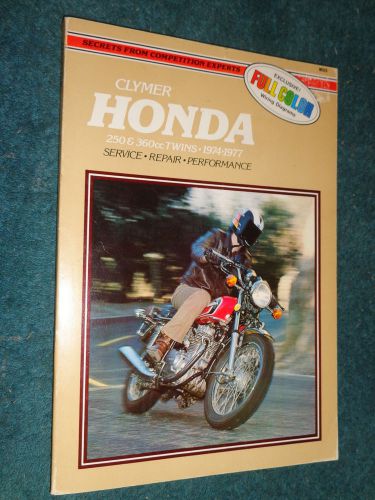 SECRETS FROM COMPETITION EXPERTS
EXCLUSIVE:
FULL COLOR
Wiring Diagrams
CLYMER
HONDA
250 & 360cc TWINS • 1974-1977
SERVICE • REPAIR • PERFORMANCE